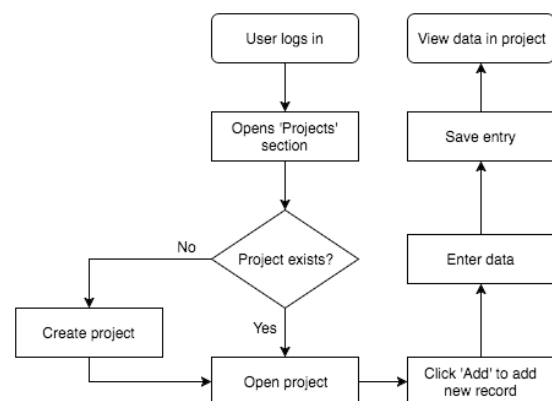 User logs in
View data in project
Opens 'Projects'
section
Save entry
No
Project exists?
Enter data
Create project
Yes
Open project
Click 'Add' to add
new record